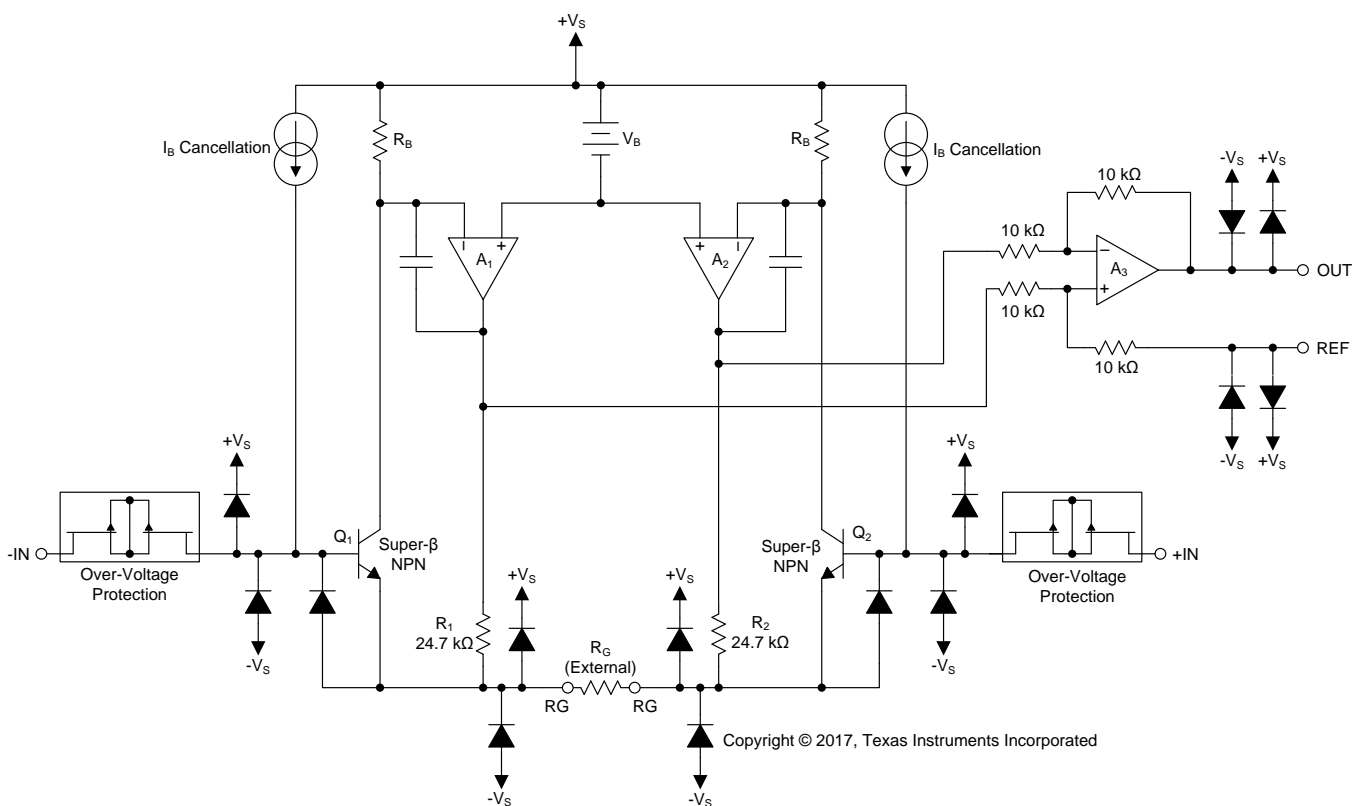 +VS
IB Cancellation
RB
VB
RB
IB Cancellation
-VS
+VS
10 kΩ
10 kΩ
A1
A2
A3
OUT
10 kΩ
10 kΩ
REF
-VS
+VS
+VS
+VS
-IN
Over-Voltage
Protection
Q1
Super-β
NPN
Q2
Super-β
NPN
+IN
Over-Voltage
Protection
+VS
+VS
R1
24.7 kΩ
R2
24.7 kΩ
RG
(External)
RG
RG
-VS
-VS
-VS
-VS
Copyright © 2017, Texas Instruments Incorporated